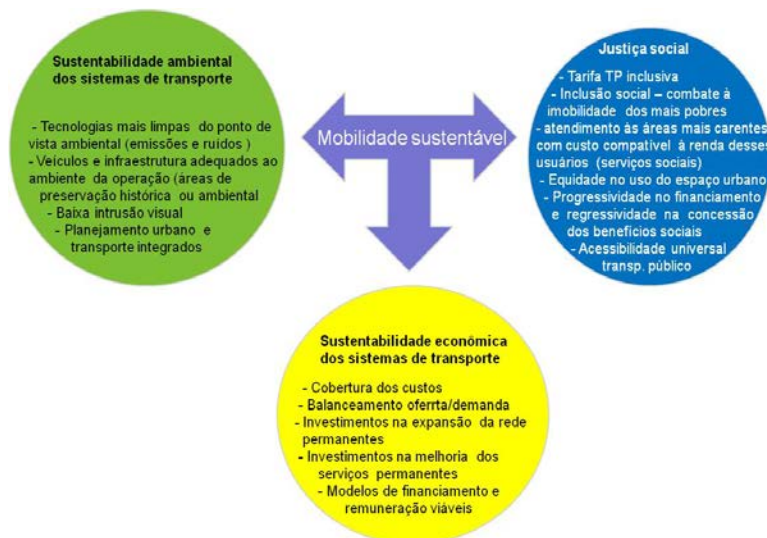 Sustentabilidade ambiental
dos sistemas de transporte
- Tecnologias mais limpas do ponto de
vista ambiental (emissões e ruídos )
- Veículos e infraestrutura adequados ao
ambiente da operação (áreas de
preservação histórica ou ambiental
- Baixa intrusão visual
- Planejamento urbano e
transporte integrados
Mobilidade sustentável
Justiça social
- Tarifa TP inclusiva
- Inclusão social – combate à
imobilidade dos mais pobres
- atendimento às áreas mais carentes
com custo compatível à renda desses
usuários (serviços sociais)
- Equidade no uso do espaço urbano
- Progressividade no financiamento
e regressividade na concessão
dos benefícios sociais
- Acessibilidade universal
transp. público
Sustentabilidade econômica
dos sistemas de transporte
- Cobertura dos custos
- Balanceamento oferrta/demanda
- Investimentos na expansão da rede
permanentes
- Investimentos na melhoria dos
serviços permanentes
- Modelos de financiamento e
remuneração viáveis